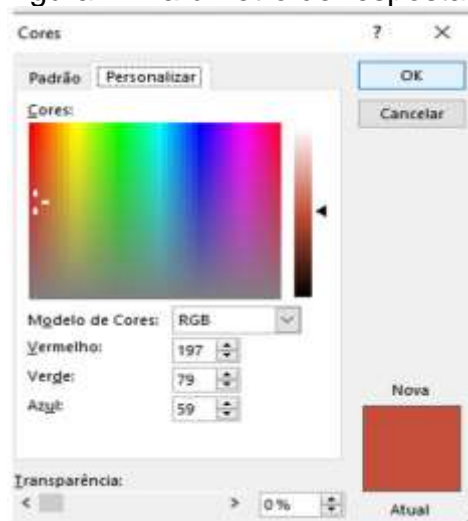 Cores ? ×
Padrão Personalizar OK
Cores: Cancelar
Modelo de Cores: RGB
Vermelho: 197
Verde: 79
Azul: 59
Nova
Transparência:
< > 0 % Atual